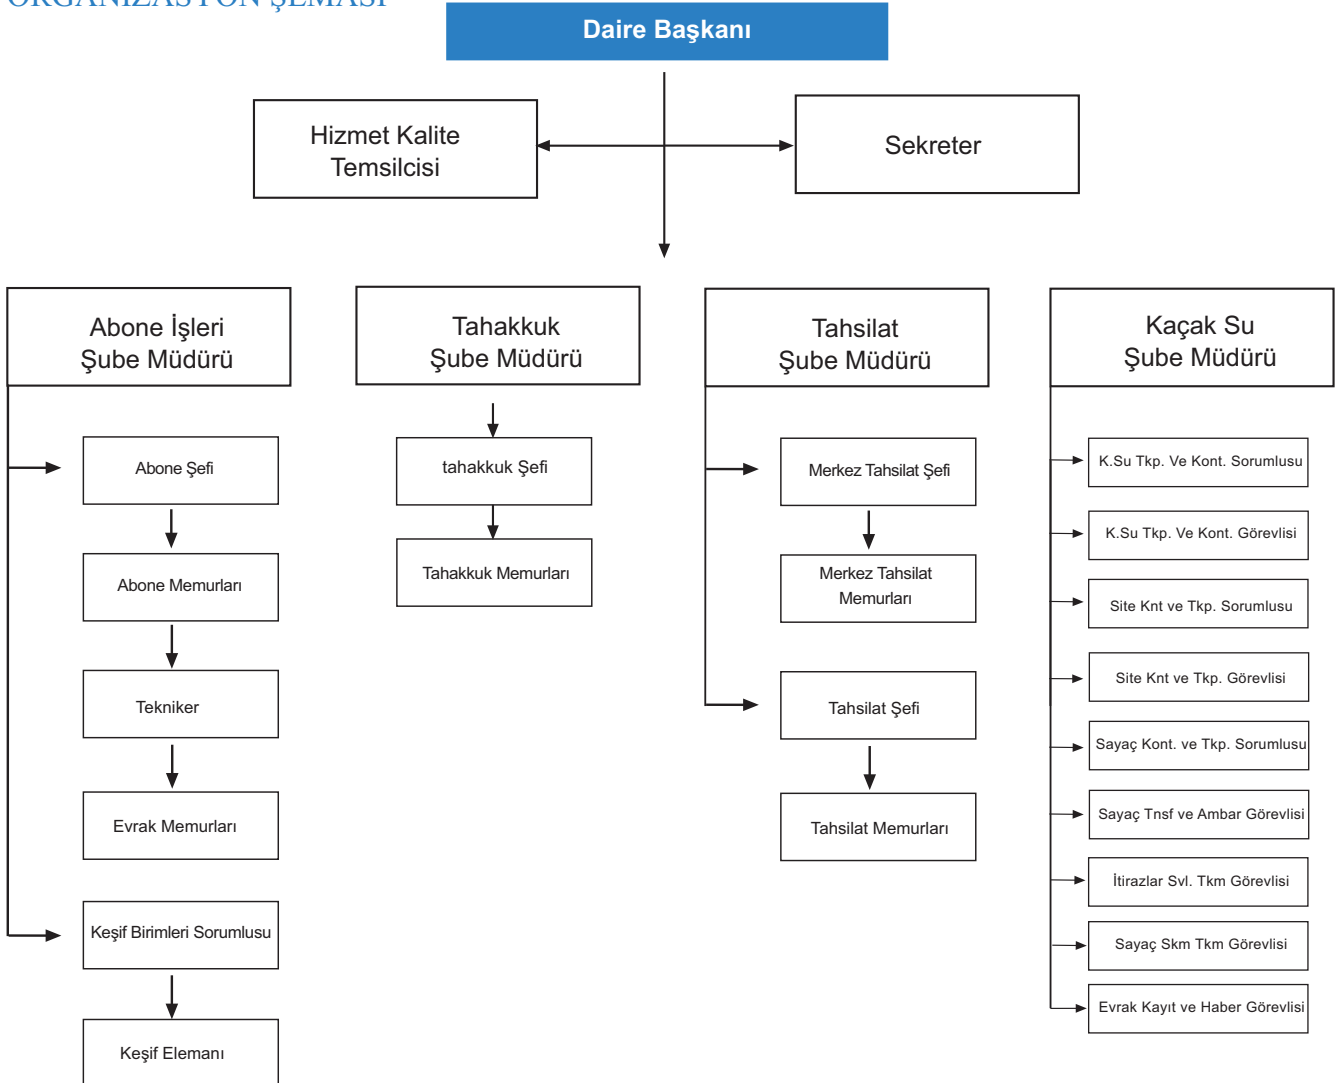 ORGANİZASYON ŞEMASI
Daire Başkanı
Hizmet Kalite
Temsilcisi
Sekreter
Abone İşleri
Şube Müdürü
Tahakkuk
Şube Müdürü
Tahsilat
Şube Müdürü
Kaçak Su
Şube Müdürü
Abone Şefi
Abone Memurları
Tekniker
Evrak Memurları
Keşif Birimleri Sorumlusu
Keşif Elemanı
tahakkuk Şefi
Tahakkuk Memurları
Merkez Tahsilat Şefi
Merkez Tahsilat
Memurları
Tahsilat Şefi
Tahsilat Memurları
K.Su Tkp. Ve Kont. Sorumlusu
K.Su Tkp. Ve Kont. Görevlisi
Site Knt ve Tkp. Sorumlusu
Site Knt ve Tkp. Görevlisi
Sayaç Kont. ve Tkp. Sorumlusu
Sayaç Tnsf ve Ambar Görevlisi
İtirazlar Svl. Tkm Görevlisi
Sayaç Skm Tkm Görevlisi
Evrak Kayıt ve Haber Görevlisi